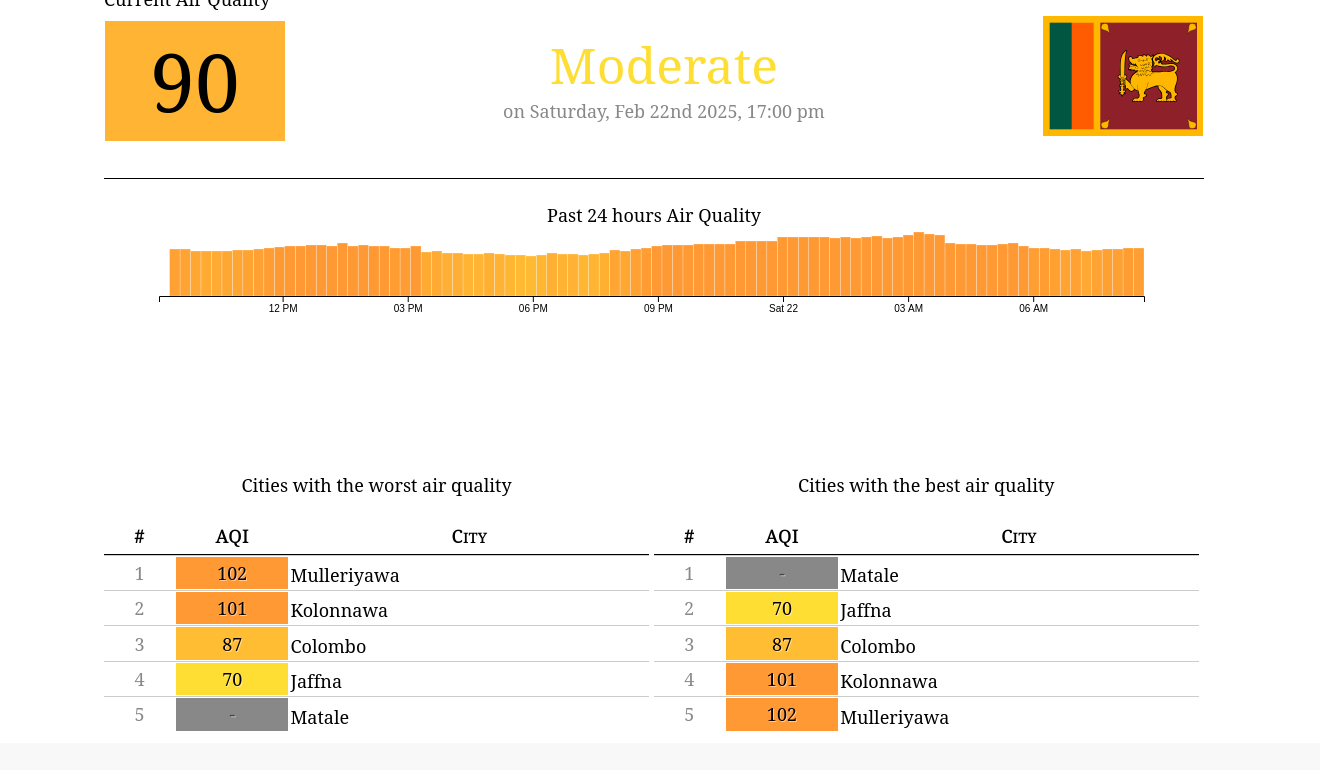 Current Air Quality
90
Moderate
on Saturday, Feb 22nd 2025, 17:00 pm
Past 24 hours Air Quality
12 PM 03 PM 06 PM 09 PM Sat 22 03 AM 06 AM
Cities with the worst air quality
# AQI City
1 102 Mulleriyawa
2 101 Kolonnawa
3 87 Colombo
4 70 Jaffna
5 - Matale
Cities with the best air quality
# AQI City
1 - Matale
2 70 Jaffna
3 87 Colombo
4 101 Kolonnawa
5 102 Mulleriyawa